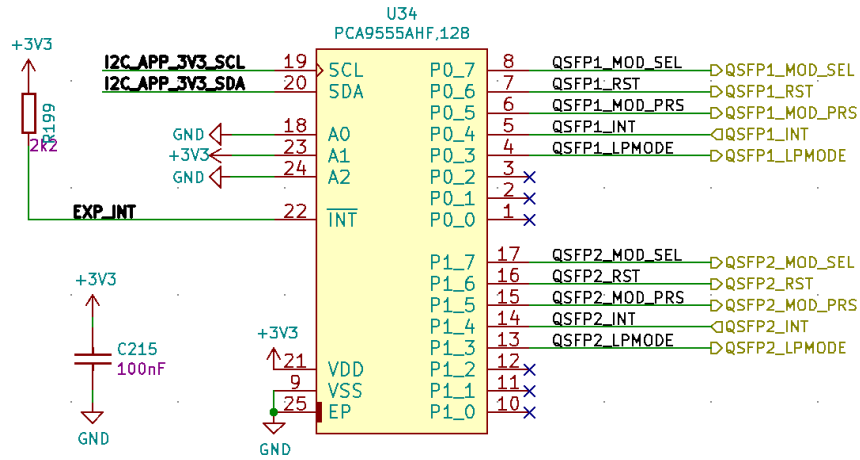 U34
PCA9555AHF,128
+3V3
I2C_APP_3V3_SCL 19 SCL P0_7 8 QSFP1_MOD_SEL QSFP1_MOD_SEL
I2C_APP_3V3_SDA 20 SDA P0_6 7 QSFP1_RST QSFP1_RST
R199
2k2
P0_5 6 QSFP1_MOD_PRS QSFP1_MOD_PRS
GND 18 A0 P0_4 5 QSFP1_INT QSFP1_INT
+3V3 23 A1 P0_3 4 QSFP1_LPMODE QSFP1_LPMODE
GND 24 A2 P0_2 3
P0_1 2
EXP_INT 22 INT P0_0 1
P1_7 17 QSFP2_MOD_SEL QSFP2_MOD_SEL
+3V3 P1_6 16 QSFP2_RST QSFP2_RST
P1_5 15 QSFP2_MOD_PRS QSFP2_MOD_PRS
P1_4 14 QSFP2_INT QSFP2_INT
+3V3
C215
100nF
P1_3 13 QSFP2_LPMODE QSFP2_LPMODE
21 VDD P1_2 12
9 VSS P1_1 11
25 EP P1_0 10
GND
GND